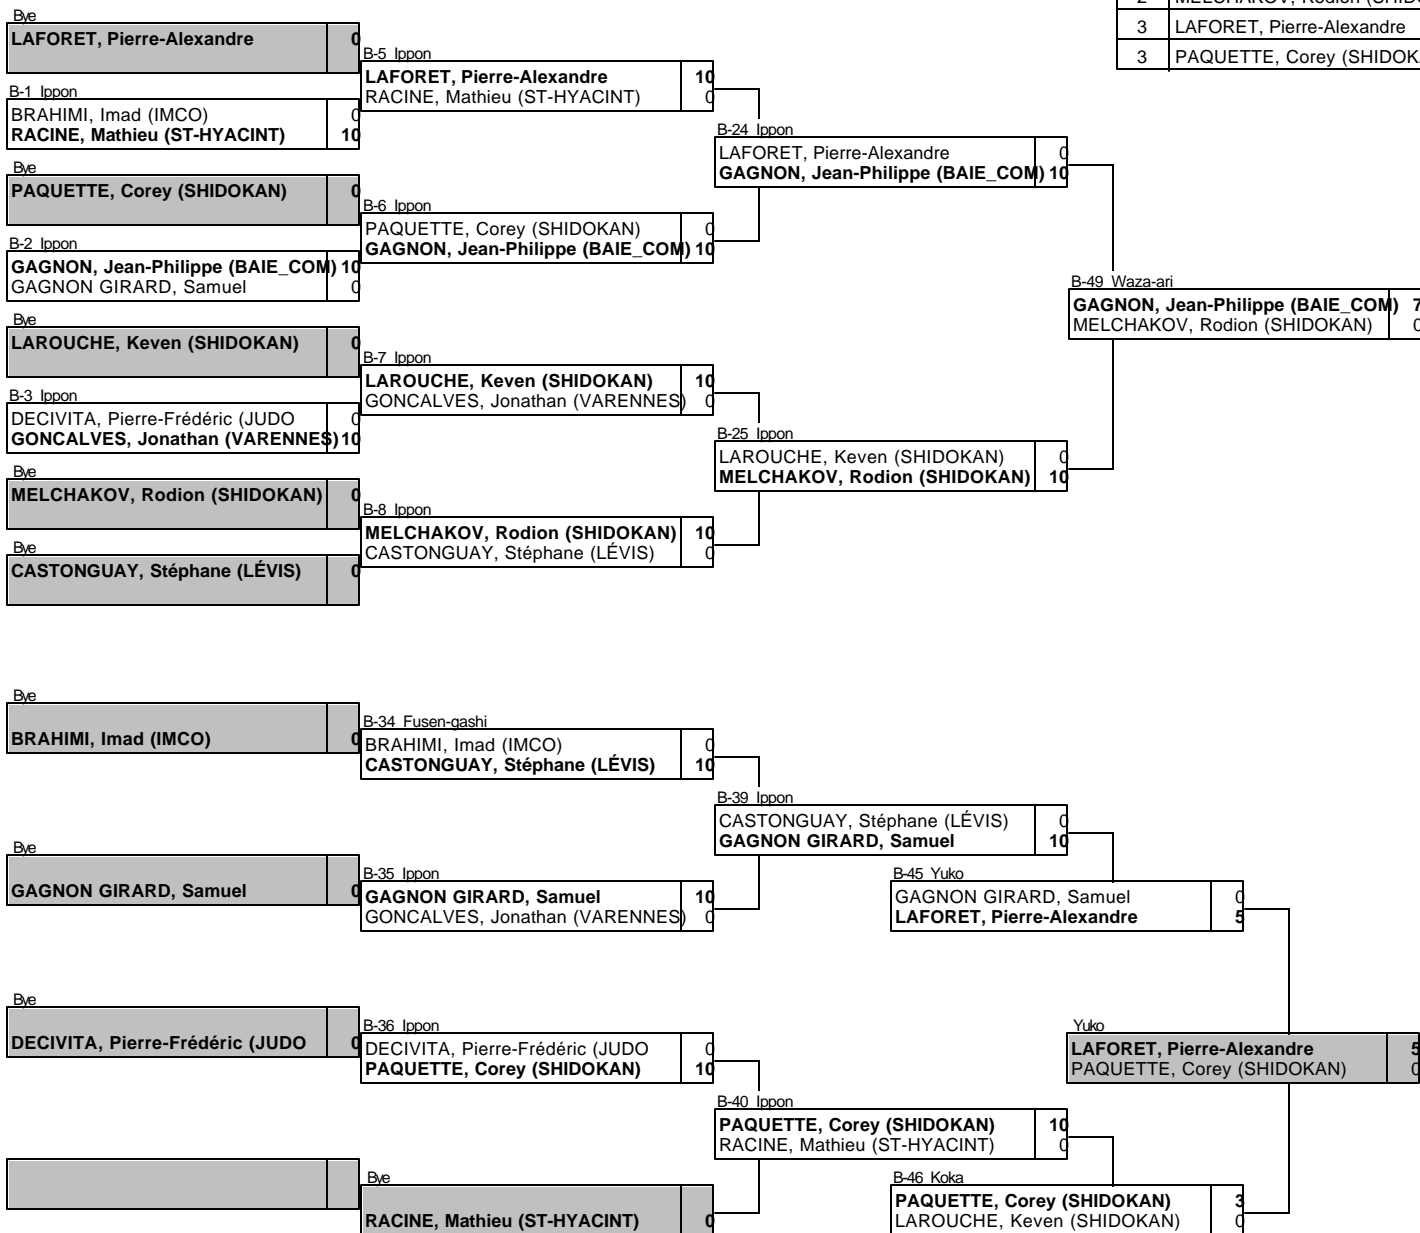 2 MELCHAKOV, Rodion
3 LAFORET, Pierre-Alexandre
3 PAQUETTE, Corey (SHIDOK
Bye
LAFORET, Pierre-Alexandre 0
B-1 Ippon
BRAHIMI, Imad (IMCO) 0
RACINE, Mathieu (ST-HYACINT) 10
Bye
PAQUETTE, Corey (SHIDOKAN) 0
B-2 Ippon
GAGNON, Jean-Philippe (BAIE_COM) 10
GAGNON GIRARD, Samuel 0
Bye
LAROUCHE, Keven (SHIDOKAN) 0
B-3 Ippon
DECIVITA, Pierre-Frédéric (JUDO 0
GONCALVES, Jonathan (VARENNES) 10
Bye
MELCHAKOV, Rodion (SHIDOKAN) 0
Bye
CASTONGUAY, Stéphane (LÉVIS) 0
B-5 Ippon
LAFORET, Pierre-Alexandre 10
RACINE, Mathieu (ST-HYACINT) 0
B-6 Ippon
PAQUETTE, Corey (SHIDOKAN) 0
GAGNON, Jean-Philippe (BAIE_COM) 10
B-7 Ippon
LAROUCHE, Keven (SHIDOKAN) 10
GONCALVES, Jonathan (VARENNES) 0
B-8 Ippon
MELCHAKOV, Rodion (SHIDOKAN) 10
CASTONGUAY, Stéphane (LÉVIS) 0
B-24 Ippon
LAFORET, Pierre-Alexandre 0
GAGNON, Jean-Philippe (BAIE_COM) 10
B-25 Ippon
LAROUCHE, Keven (SHIDOKAN) 0
MELCHAKOV, Rodion (SHIDOKAN) 10
B-49 Waza-ari
GAGNON, Jean-Philippe (BAIE_COM) 7
MELCHAKOV, Rodion (SHIDOKAN) 0
Bye
BRAHIMI, Imad (IMCO) 0
Bye
GAGNON GIRARD, Samuel 0
Bye
DECIVITA, Pierre-Frédéric (JUDO 0
B-34 Fusen-gashi
BRAHIMI, Imad (IMCO) 0
CASTONGUAY, Stéphane (LÉVIS) 10
B-35 Ippon
GAGNON GIRARD, Samuel 10
GONCALVES, Jonathan (VARENNES) 0
B-36 Ippon
DECIVITA, Pierre-Frédéric (JUDO 0
PAQUETTE, Corey (SHIDOKAN) 10
Bye
RACINE, Mathieu (ST-HYACINT) 0
B-39 Ippon
CASTONGUAY, Stéphane (LÉVIS) 0
GAGNON GIRARD, Samuel 10
B-40 Ippon
PAQUETTE, Corey (SHIDOKAN) 10
RACINE, Mathieu (ST-HYACINT) 0
B-45 Yuko
GAGNON GIRARD, Samuel 0
LAFORET, Pierre-Alexandre 5
B-46 Koka
PAQUETTE, Corey (SHIDOKAN) 3
LAROUCHE, Keven (SHIDOKAN) 0
Yuko
LAFORET, Pierre-Alexandre 5
PAQUETTE, Corey (SHIDOKAN) 0